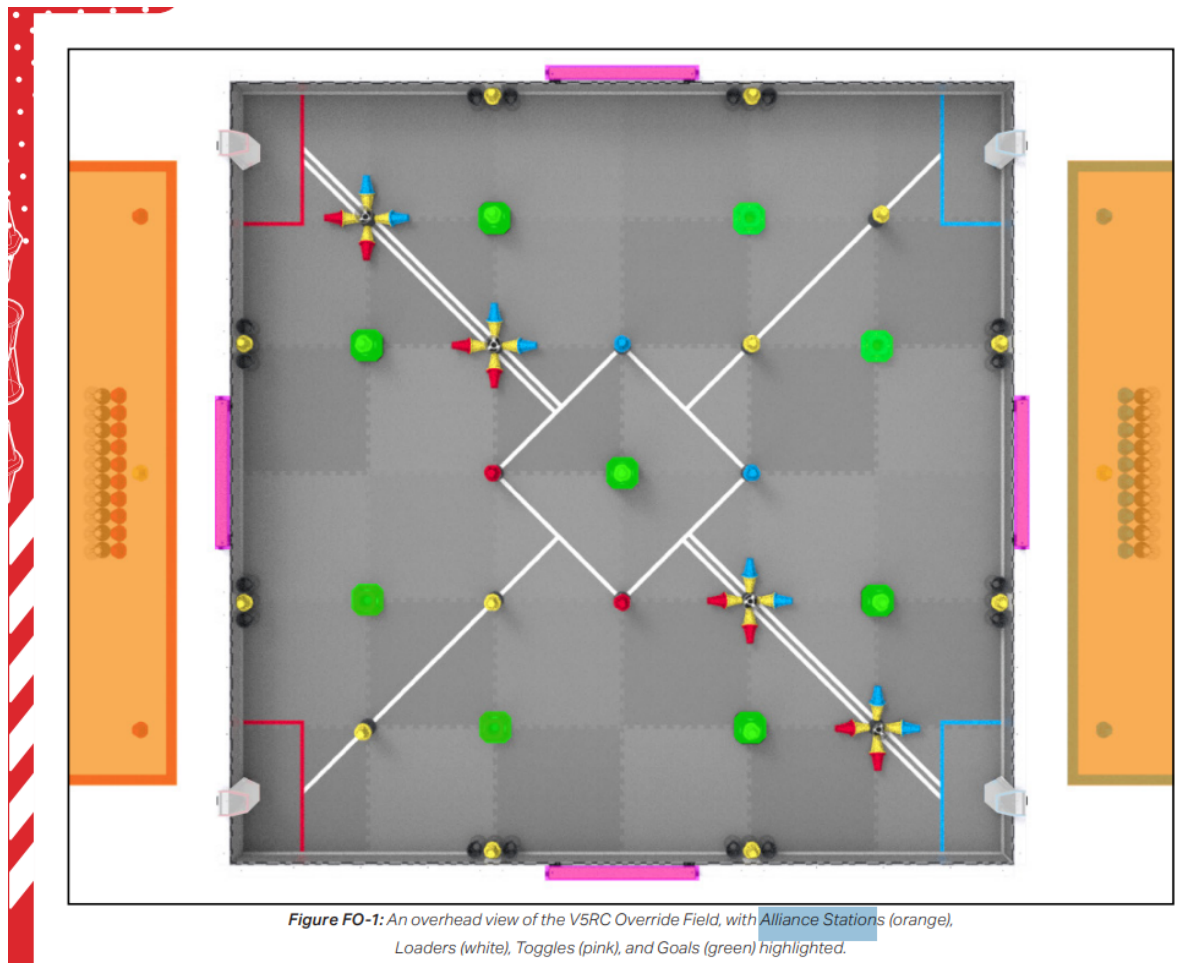 Figure FO-1: An overhead view of the V5RC Override Field, with Alliance Stations (orange),
Loaders (white), Toggles (pink), and Goals (green) highlighted.